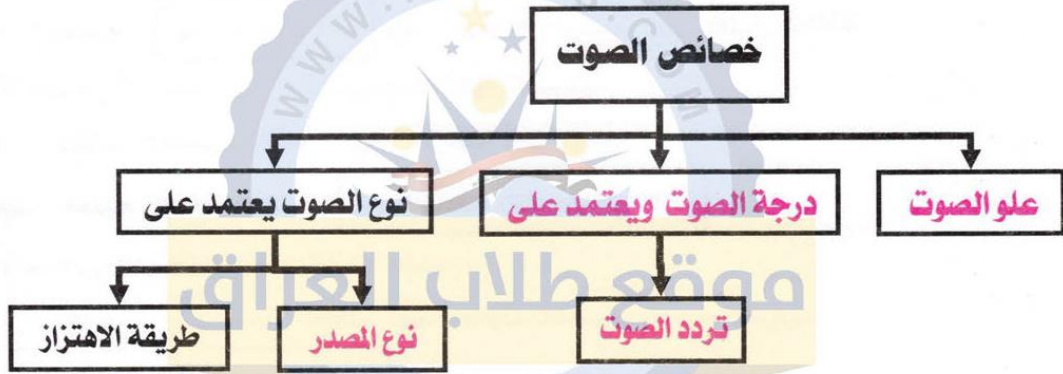 خصائص الصوت
علو الصوت
درجة الصوت ويعتمد على
نوع الصوت يعتمد على
تردد الصوت
نوع المصدر
طريقة الاهتزاز
موقع طلاب العراق